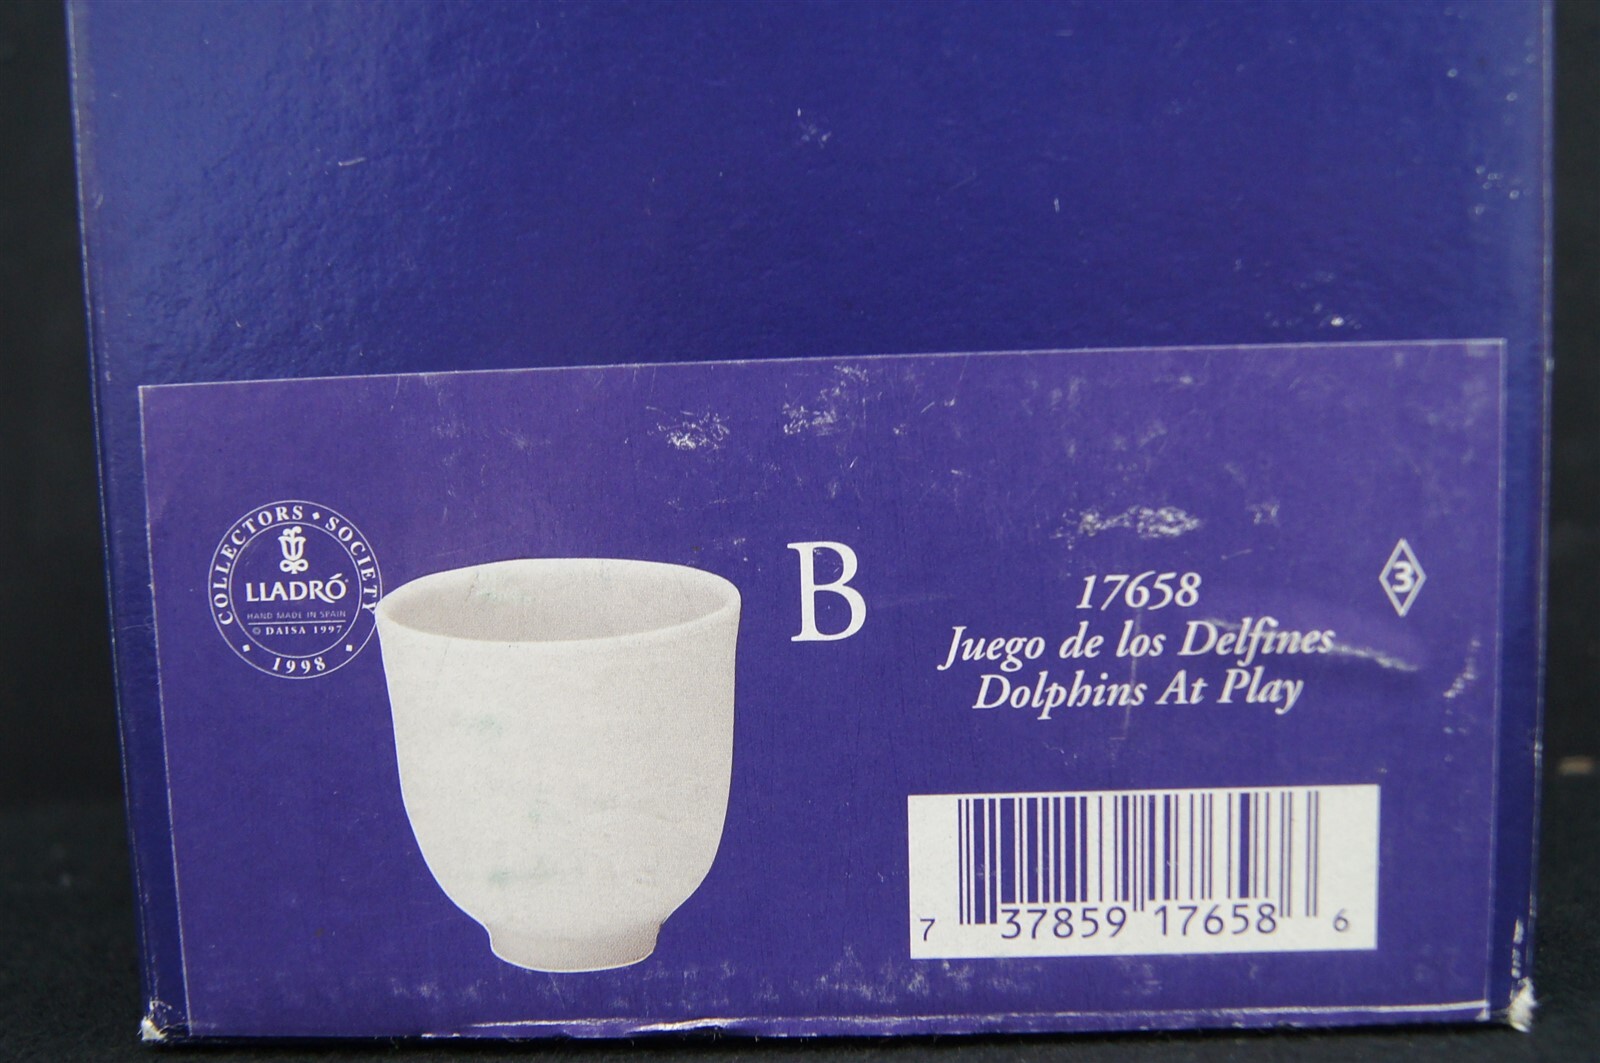 COLLECTORS • SOCIETY
LLADRÓ
HAND MADE IN SPAIN
© DAISA 1997
• 1998 •
B
17658
Juego de los Delfines
Dolphins At Play
3
7 37859 17658 6